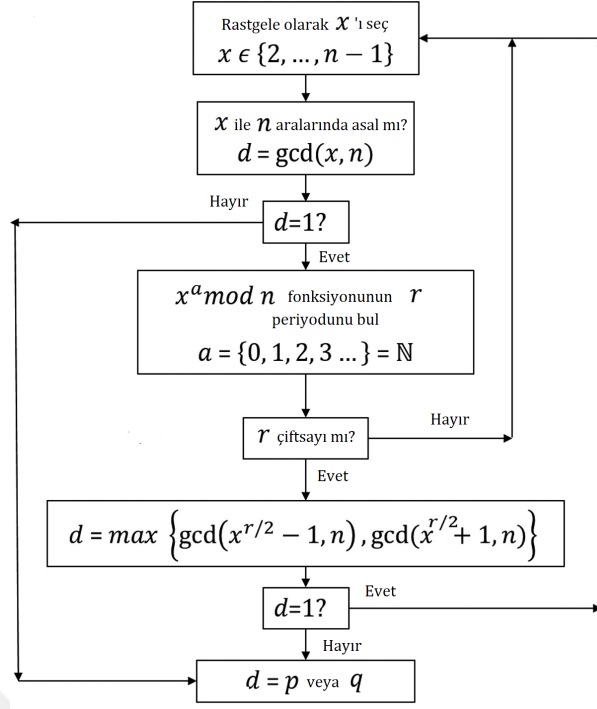 Rastgele olarak x 'ı seç
x ϵ {2, ..., n − 1}
x ile n aralarında asal mı?
d = gcd(x, n)
Hayır
d=1?
Evet
x^a mod n fonksiyonunun r
periyodunu bul
a = {0, 1, 2, 3 ...} = ℕ
r çiftsayı mı?
Hayır
Evet
d = max {gcd(x^{r/2} − 1, n) , gcd(x^{r/2} + 1, n)}
d=1?
Evet
Hayır
d = p veya q